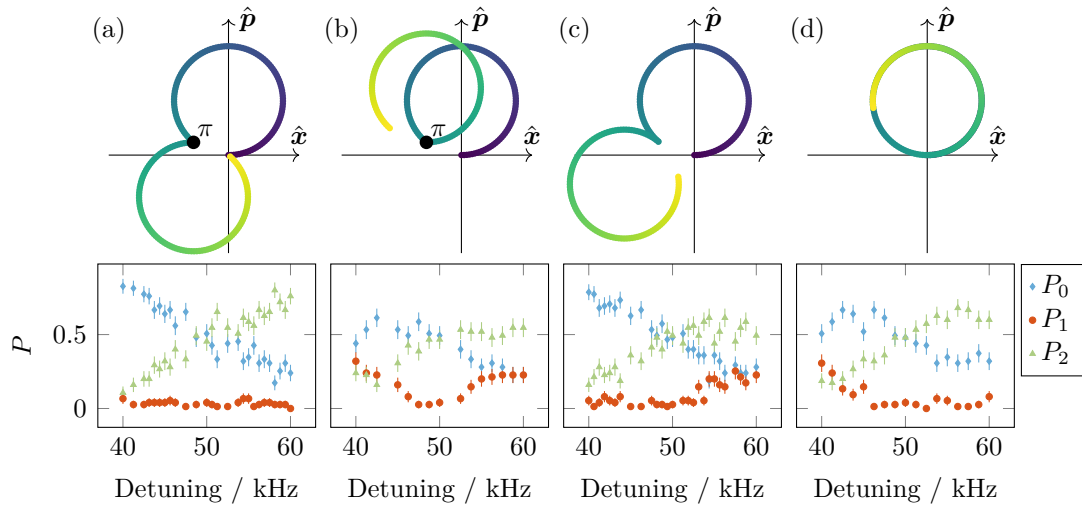 (a) p̂ (b) p̂ (c) p̂ (d) p̂
π x̂ π x̂ x̂ x̂
P
0.5
0
40 50 60 40 50 60 40 50 60 40 50 60
Detuning / kHz Detuning / kHz Detuning / kHz Detuning / kHz
P₀
P₁
P₂